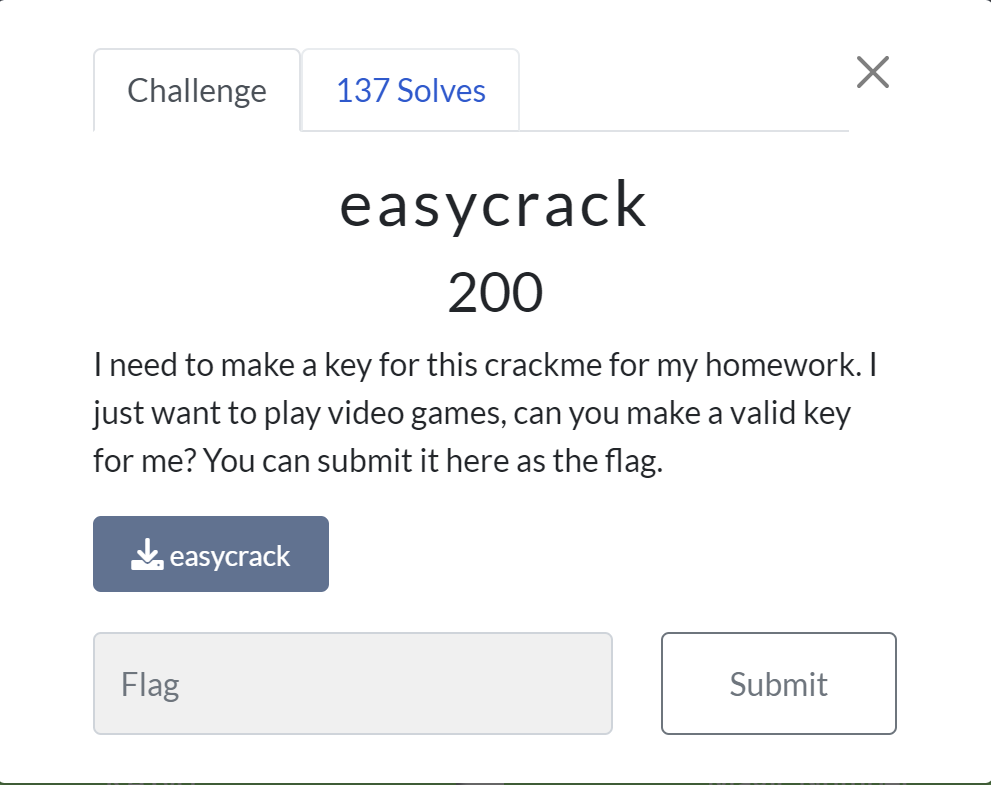 Challenge
137 Solves
easycrack
200
I need to make a key for this crackme for my homework. I
just want to play video games, can you make a valid key
for me? You can submit it here as the flag.
easycrack
Flag
Submit